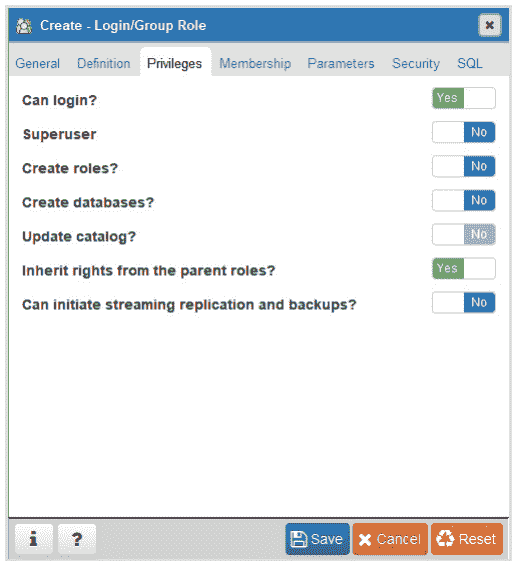 Create - Login/Group Role
General Definition Privileges Membership Parameters Security SQL
Can login? Yes
Superuser No
Create roles? No
Create databases? No
Update catalog? No
Inherit rights from the parent roles? Yes
Can initiate streaming replication and backups? No
i ? Save Cancel Reset